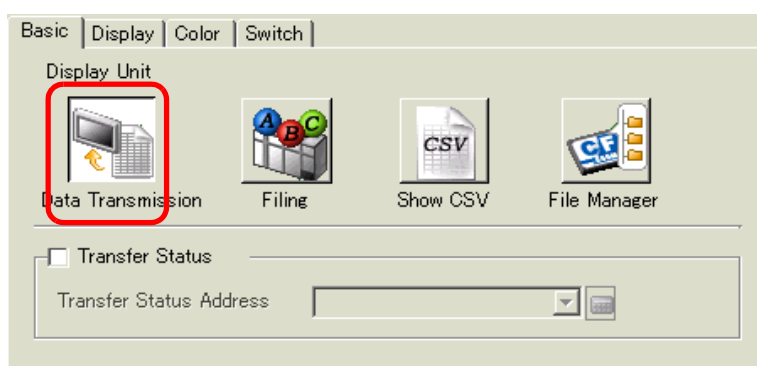 Basic Display Color Switch
Display Unit
A B C CSV CF
Data Transmission Filing Show CSV File Manager
Transfer Status
Transfer Status Address